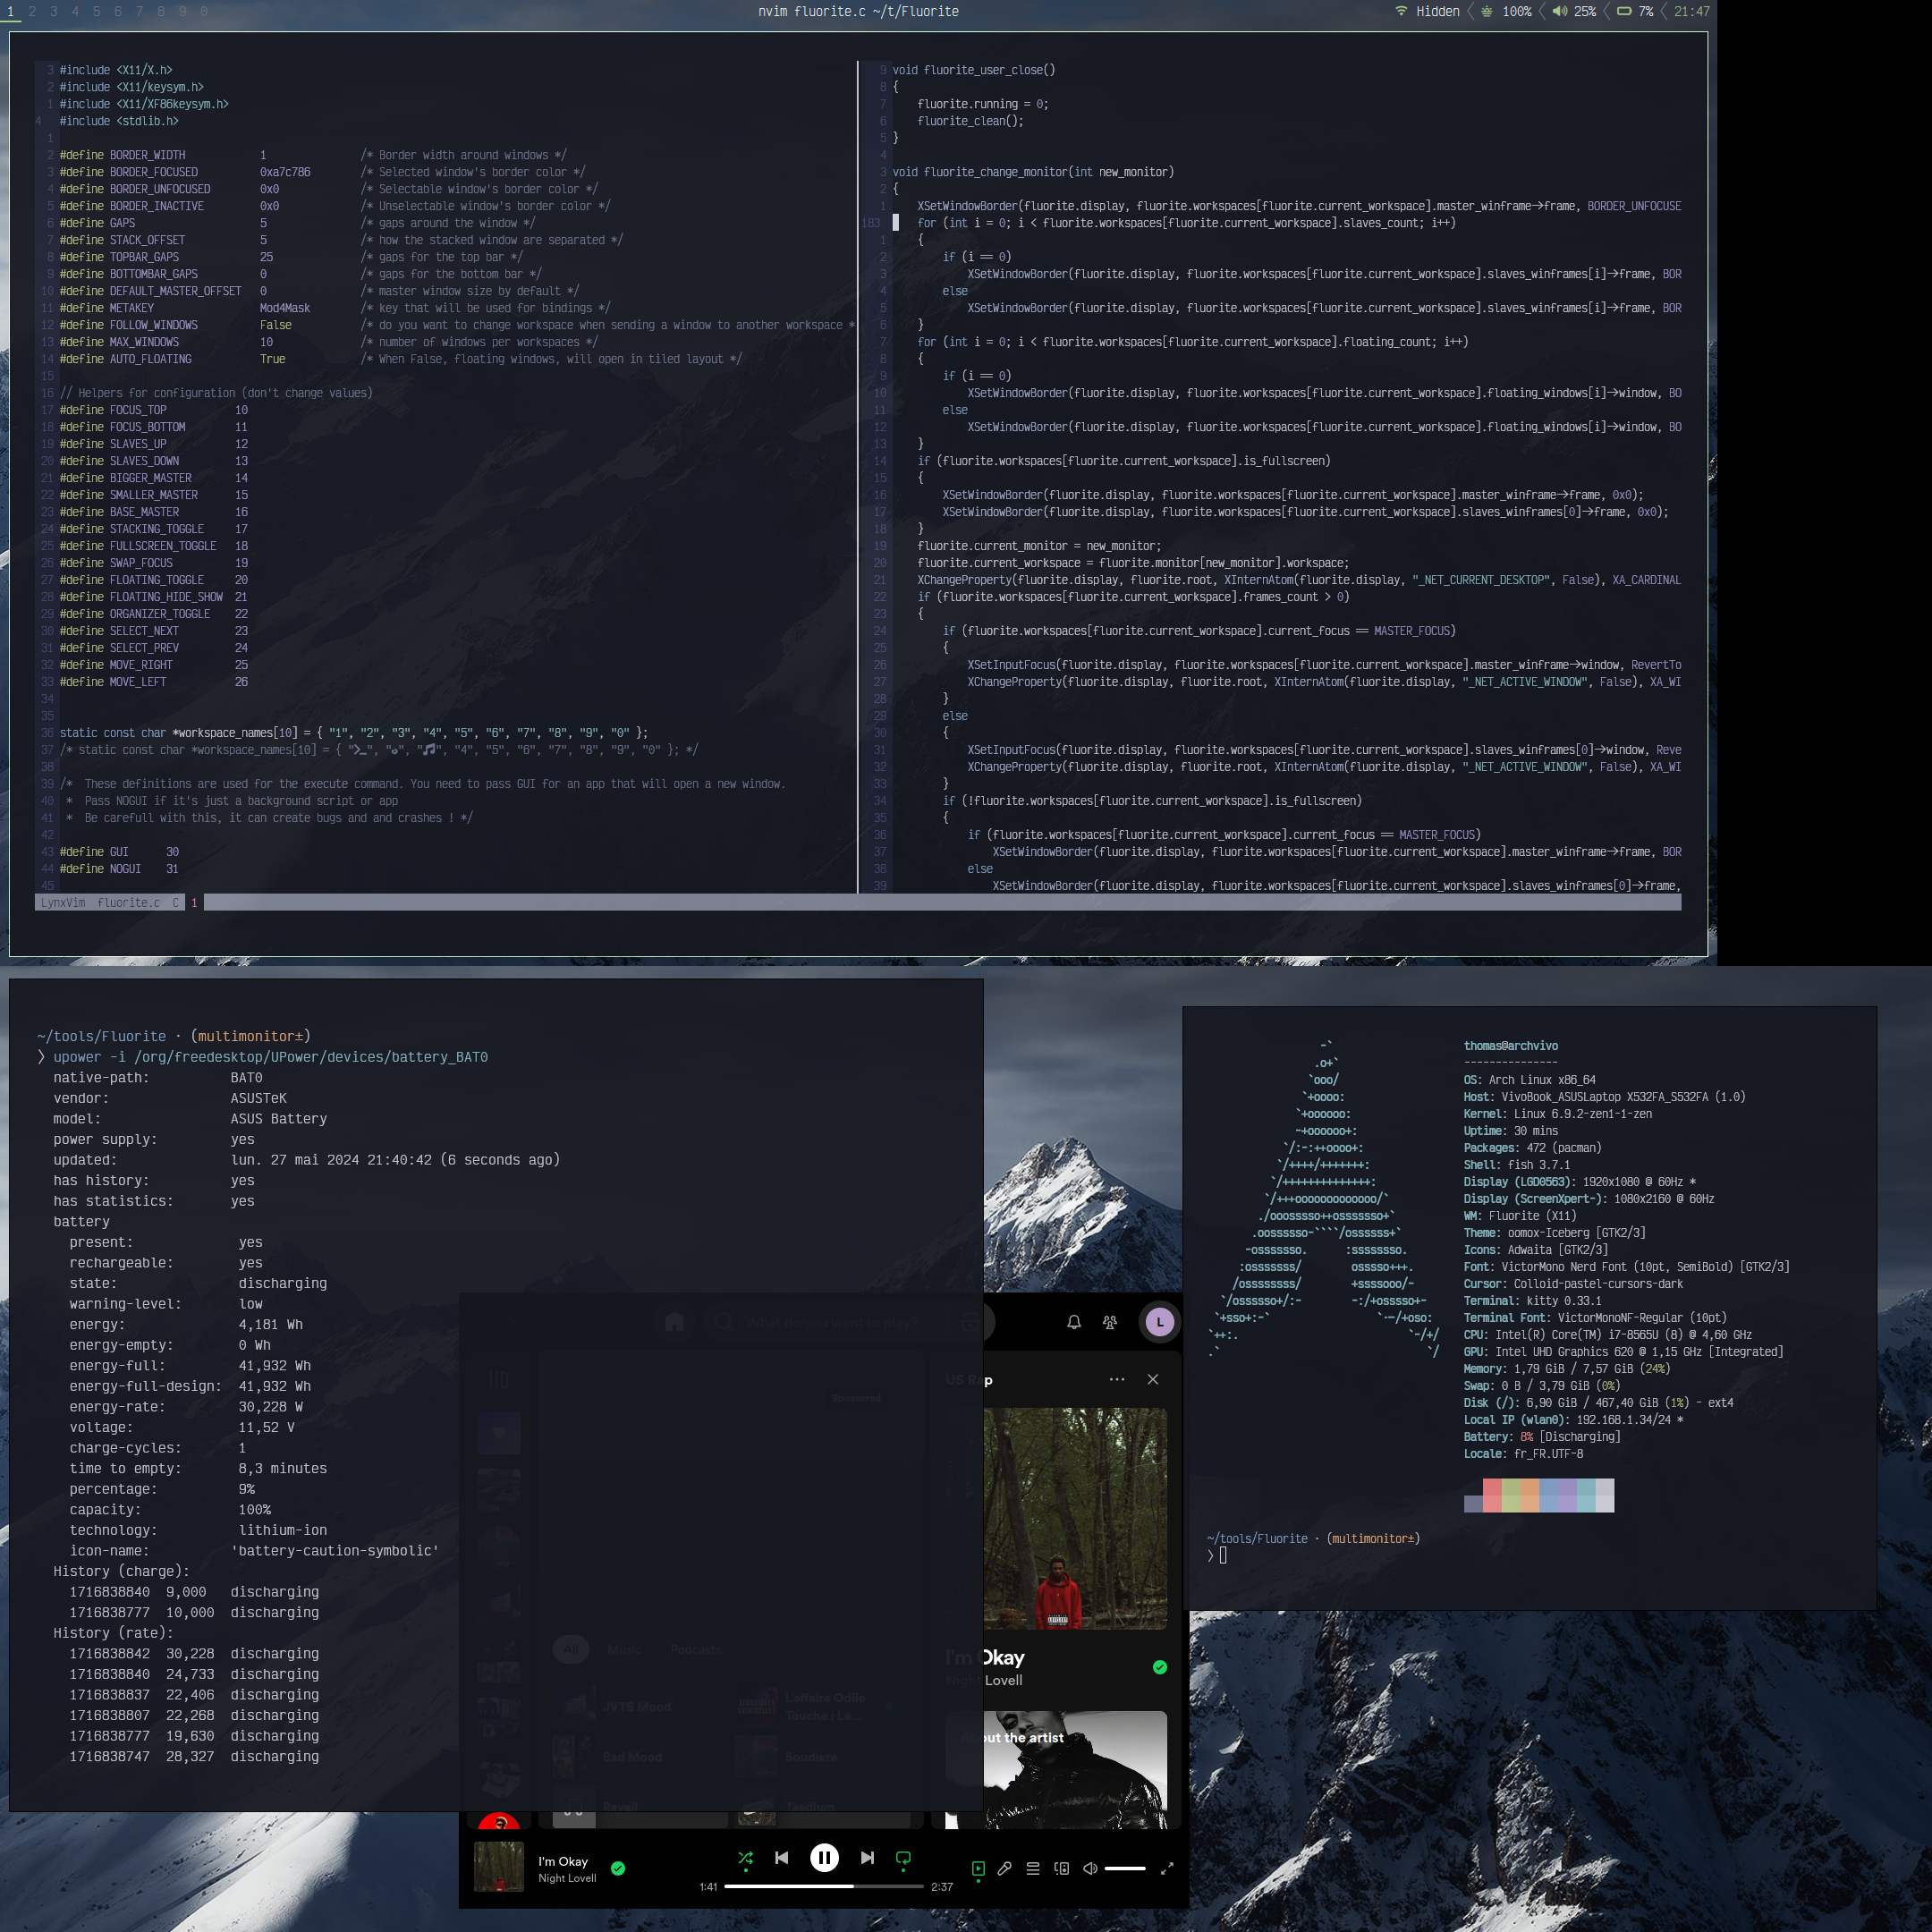 1 2 3 4 5 6 7 8 9 0
nvim fluorite.c ~/t/Fluorite
Hidden 100% 25% 7% 21:47
3 #include <X11/X.h>
2 #include <X11/keysym.h>
1 #include <X11/XF86keysym.h>
4 #include <stdlib.h>
1
2 #define BORDER_WIDTH 1 /* Border width around windows */
3 #define BORDER_FOCUSED 0xa7c786 /* Selected window's border color */
4 #define BORDER_UNFOCUSED 0x0 /* Selectable window's border color */
5 #define BORDER_INACTIVE 0x0 /* Unselectable window's border color */
6 #define GAPS 5 /* gaps around the window */
7 #define STACK_OFFSET 5 /* how the stacked window are separated */
8 #define TOPBAR_GAPS 25 /* gaps for the top bar */
9 #define BOTTOMBAR_GAPS 0 /* gaps for the bottom bar */
10 #define DEFAULT_MASTER_OFFSET 0 /* master window size by default */
11 #define METAKEY Mod4Mask /* key that will be used for bindings */
12 #define FOLLOW_WINDOWS False /* do you want to change workspace when sending a window to another workspace *
13 #define MAX_WINDOWS 10 /* number of windows per workspaces */
14 #define AUTO_FLOATING True /* When False, floating windows, will open in tiled layout */
15
16 // Helpers for configuration (don't change values)
17 #define FOCUS_TOP 10
18 #define FOCUS_BOTTOM 11
19 #define SLAVES_UP 12
20 #define SLAVES_DOWN 13
21 #define BIGGER_MASTER 14
22 #define SMALLER_MASTER 15
23 #define BASE_MASTER 16
24 #define STACKING_TOGGLE 17
25 #define FULLSCREEN_TOGGLE 18
26 #define SWAP_FOCUS 19
27 #define FLOATING_TOGGLE 20
28 #define FLOATING_HIDE_SHOW 21
29 #define ORGANIZER_TOGGLE 22
30 #define SELECT_NEXT 23
31 #define SELECT_PREV 24
32 #define MOVE_RIGHT 25
33 #define MOVE_LEFT 26
34
35
36 static const char *workspace_names[10] = { "1", "2", "3", "4", "5", "6", "7", "8", "9", "0" };
37 /* static const char *workspace_names[10] = { "", "", "", "4", "5", "6", "7", "8", "9", "0" }; */
38
39 /* These definitions are used for the execute command. You need to pass GUI for an app that will open a new window.
40 * Pass NOGUI if it's just a background script or app
41 * Be carefull with this, it can create bugs and and crashes ! */
42
43 #define GUI 30
44 #define NOGUI 31
45
9 void fluorite_user_close()
8 {
7 fluorite.running = 0;
6 fluorite_clean();
5 }
4
3 void fluorite_change_monitor(int new_monitor)
2 {
1 XSetWindowBorder(fluorite.display, fluorite.workspaces[fluorite.current_workspace].master_winframe->frame, BORDER_UNFOCUSE
183 for (int i = 0; i < fluorite.workspaces[fluorite.current_workspace].slaves_count; i++)
1 {
2 if (i == 0)
3 XSetWindowBorder(fluorite.display, fluorite.workspaces[fluorite.current_workspace].slaves_winframes[i]->frame, BOR
4 else
5 XSetWindowBorder(fluorite.display, fluorite.workspaces[fluorite.current_workspace].slaves_winframes[i]->frame, BOR
6 }
7 for (int i = 0; i < fluorite.workspaces[fluorite.current_workspace].floating_count; i++)
8 {
9 if (i == 0)
10 XSetWindowBorder(fluorite.display, fluorite.workspaces[fluorite.current_workspace].floating_windows[i]->window, BO
11 else
12 XSetWindowBorder(fluorite.display, fluorite.workspaces[fluorite.current_workspace].floating_windows[i]->window, BO
13 }
14 if (fluorite.workspaces[fluorite.current_workspace].is_fullscreen)
15 {
16 XSetWindowBorder(fluorite.display, fluorite.workspaces[fluorite.current_workspace].master_winframe->frame, 0x0);
17 XSetWindowBorder(fluorite.display, fluorite.workspaces[fluorite.current_workspace].slaves_winframes[0]->frame, 0x0);
18 }
19 fluorite.current_monitor = new_monitor;
20 fluorite.current_workspace = fluorite.monitor[new_monitor].workspace;
21 XChangeProperty(fluorite.display, fluorite.root, XInternAtom(fluorite.display, "_NET_CURRENT_DESKTOP", False), XA_CARDINAL
22 if (fluorite.workspaces[fluorite.current_workspace].frames_count > 0)
23 {
24 if (fluorite.workspaces[fluorite.current_workspace].current_focus == MASTER_FOCUS)
25 {
26 XSetInputFocus(fluorite.display, fluorite.workspaces[fluorite.current_workspace].master_winframe->window, RevertTo
27 XChangeProperty(fluorite.display, fluorite.root, XInternAtom(fluorite.display, "_NET_ACTIVE_WINDOW", False), XA_WI
28 }
29 else
30 {
31 XSetInputFocus(fluorite.display, fluorite.workspaces[fluorite.current_workspace].slaves_winframes[0]->window, Reve
32 XChangeProperty(fluorite.display, fluorite.root, XInternAtom(fluorite.display, "_NET_ACTIVE_WINDOW", False), XA_WI
33 }
34 if (!fluorite.workspaces[fluorite.current_workspace].is_fullscreen)
35 {
36 if (fluorite.workspaces[fluorite.current_workspace].current_focus == MASTER_FOCUS)
37 XSetWindowBorder(fluorite.display, fluorite.workspaces[fluorite.current_workspace].master_winframe->frame, BOR
38 else
39 XSetWindowBorder(fluorite.display, fluorite.workspaces[fluorite.current_workspace].slaves_winframes[0]->frame,
LynxVim fluorite.c C 1
~/tools/Fluorite · (multimonitor±)
❯ upower -i /org/freedesktop/UPower/devices/battery_BAT0
native-path: BAT0
vendor: ASUSTeK
model: ASUS Battery
power supply: yes
updated: lun. 27 mai 2024 21:40:42 (6 seconds ago)
has history: yes
has statistics: yes
battery
present: yes
rechargeable: yes
state: discharging
warning-level: low
energy: 4,181 Wh
energy-empty: 0 Wh
energy-full: 41,932 Wh
energy-full-design: 41,932 Wh
energy-rate: 30,228 W
voltage: 11,52 V
charge-cycles: 1
time to empty: 8,3 minutes
percentage: 9%
capacity: 100%
technology: lithium-ion
icon-name: 'battery-caution-symbolic'
History (charge):
1716838840 9,000 discharging
1716838777 10,000 discharging
History (rate):
1716838842 30,228 discharging
1716838840 24,733 discharging
1716838837 22,406 discharging
1716838807 22,268 discharging
1716838777 19,630 discharging
1716838747 28,327 discharging
What do you want to play?
L
US Rap
Sponsored
All Music Podcasts
JVTB Mood
L'affaire Odile
Touche : Le...
Bad Mood
Soudiere
Reveil
Taedium
I'm Okay
Night Lovell
About the artist
I'm Okay
Night Lovell
1:41
2:37
thomas@archvivo
---------------
OS: Arch Linux x86_64
Host: VivoBook_ASUSLaptop X532FA_S532FA (1.0)
Kernel: Linux 6.9.2-zen1-1-zen
Uptime: 30 mins
Packages: 472 (pacman)
Shell: fish 3.7.1
Display (LGD0563): 1920x1080 @ 60Hz *
Display (ScreenXpert-): 1080x2160 @ 60Hz
WM: Fluorite (X11)
Theme: oomox-Iceberg [GTK2/3]
Icons: Adwaita [GTK2/3]
Font: VictorMono Nerd Font (10pt, SemiBold) [GTK2/3]
Cursor: Colloid-pastel-cursors-dark
Terminal: kitty 0.33.1
Terminal Font: VictorMonoNF-Regular (10pt)
CPU: Intel(R) Core(TM) i7-8565U (8) @ 4,60 GHz
GPU: Intel UHD Graphics 620 @ 1,15 GHz [Integrated]
Memory: 1,79 GiB / 7,57 GiB (24%)
Swap: 0 B / 3,79 GiB (0%)
Disk (/): 6,90 GiB / 467,40 GiB (1%) - ext4
Local IP (wlan0): 192.168.1.34/24 *
Battery: 8% [Discharging]
Locale: fr_FR.UTF-8
~/tools/Fluorite · (multimonitor±)
❯